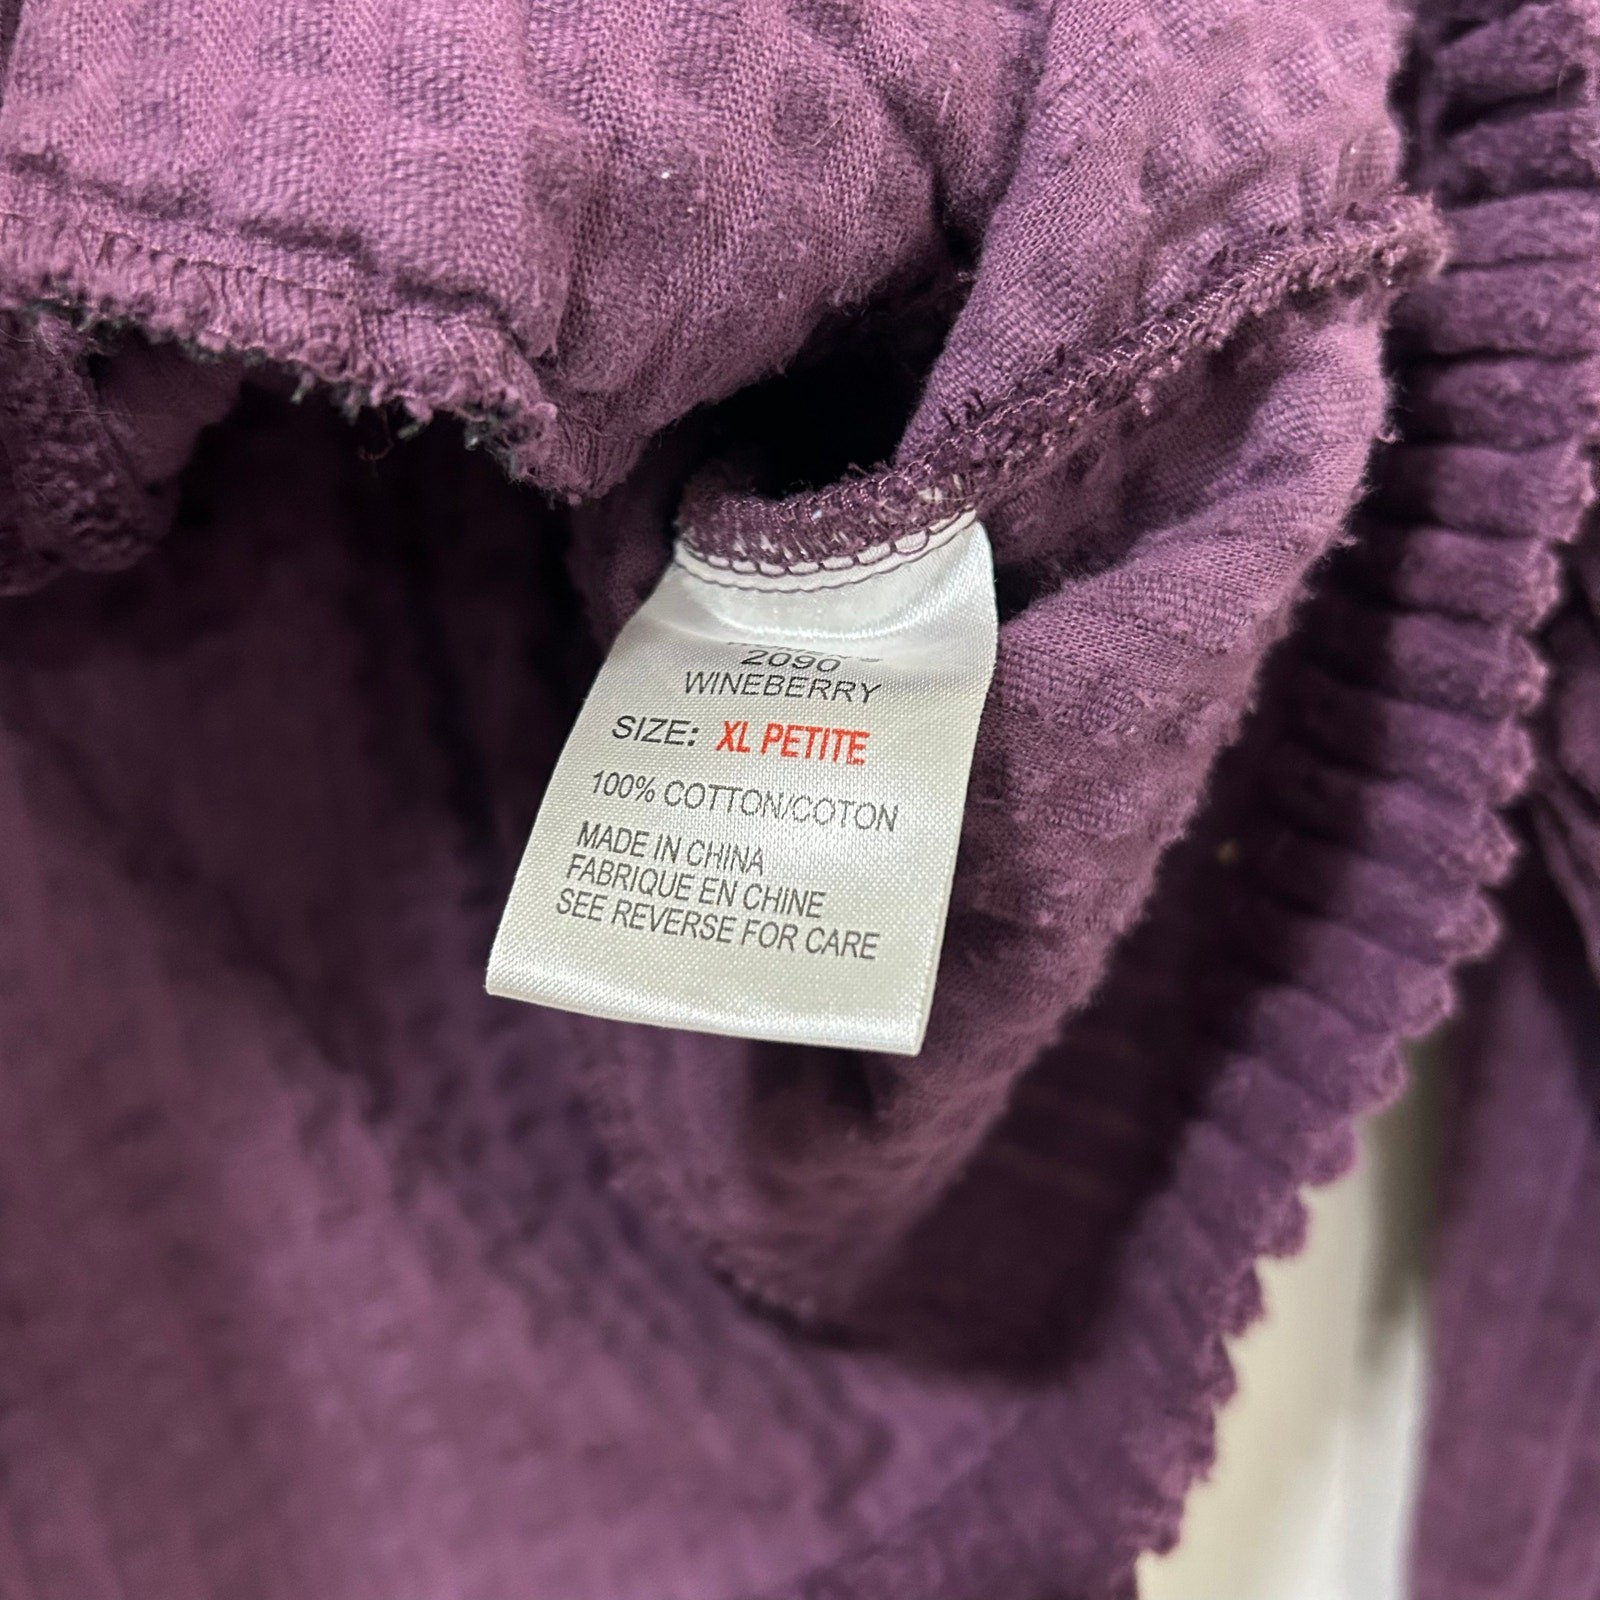 2090
WINEBERRY
SIZE: XL PETITE
100% COTTON/COTON
MADE IN CHINA
FABRIQUE EN CHINE
SEE REVERSE FOR CARE